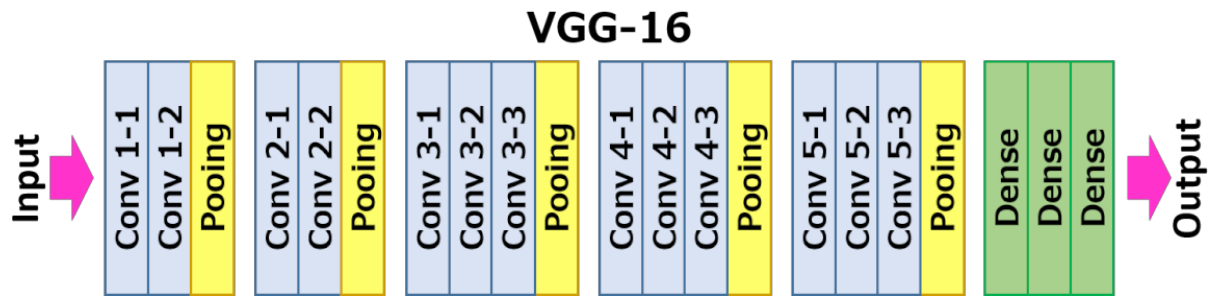 VGG-16
Input
Conv 1-1
Conv 1-2
Pooing
Conv 2-1
Conv 2-2
Pooing
Conv 3-1
Conv 3-2
Conv 3-3
Pooing
Conv 4-1
Conv 4-2
Conv 4-3
Pooing
Conv 5-1
Conv 5-2
Conv 5-3
Pooing
Dense
Dense
Dense
Output